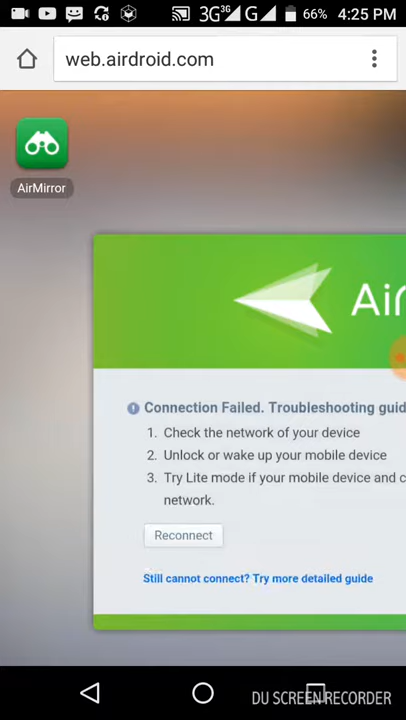 3G 3G G 66% 4:25 PM
web.airdroid.com
AirMirror
Air
Connection Failed. Troubleshooting guid
1. Check the network of your device
2. Unlock or wake up your mobile device
3. Try Lite mode if your mobile device and c
network.
Reconnect
Still cannot connect? Try more detailed guide
DU SCREEN RECORDER